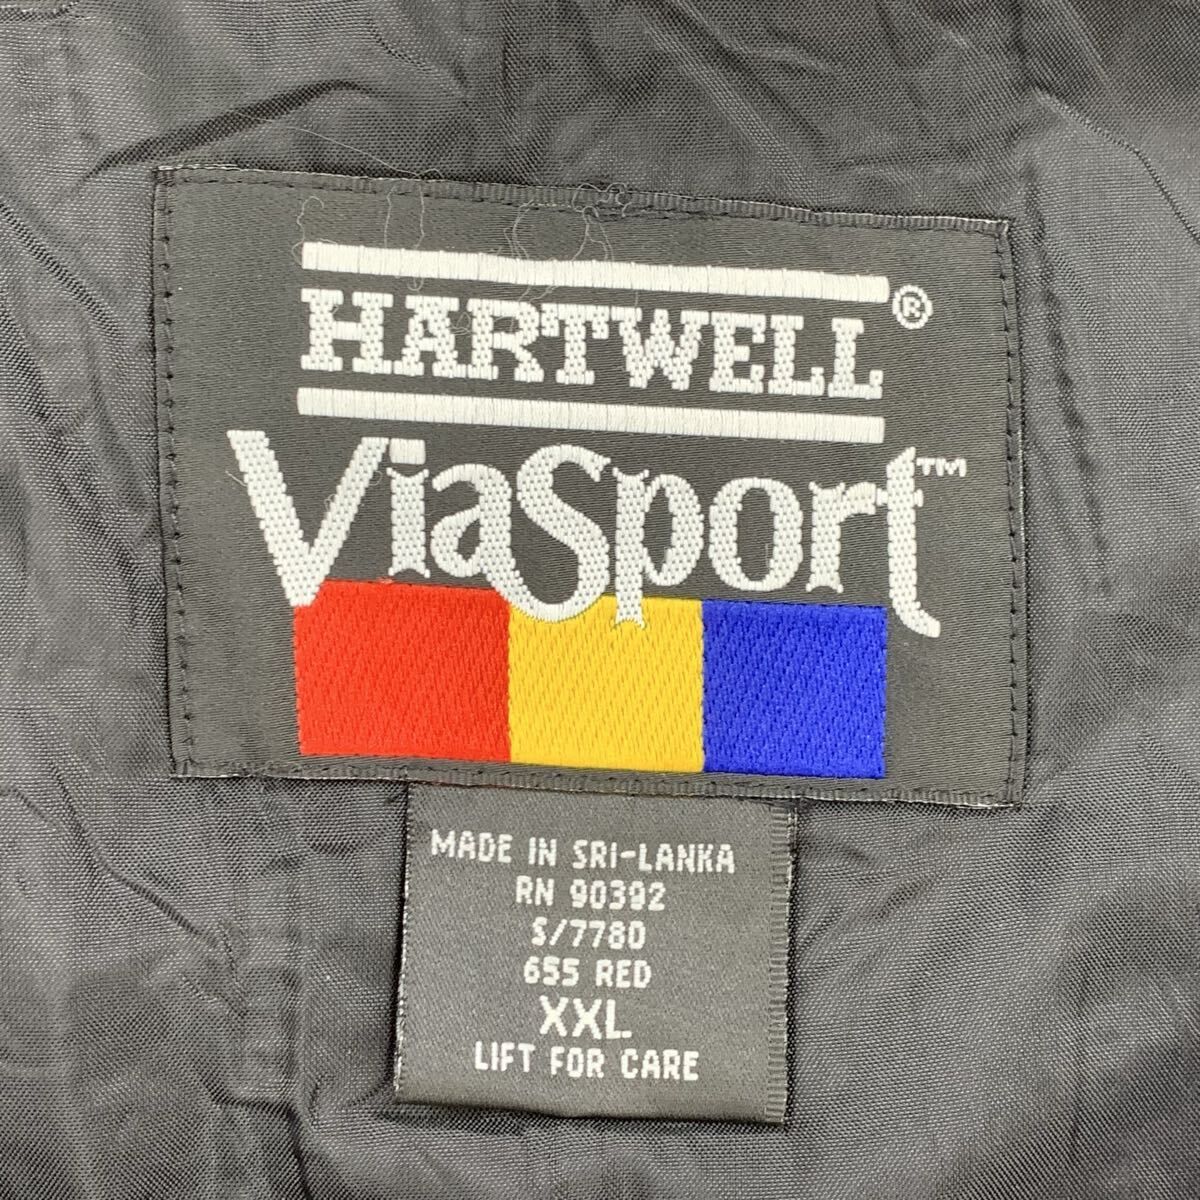 HARTWELL®
ViaSport™
MADE IN SRI-LANKA
RN 90392
S/7780
655 RED
XXL
LIFT FOR CARE